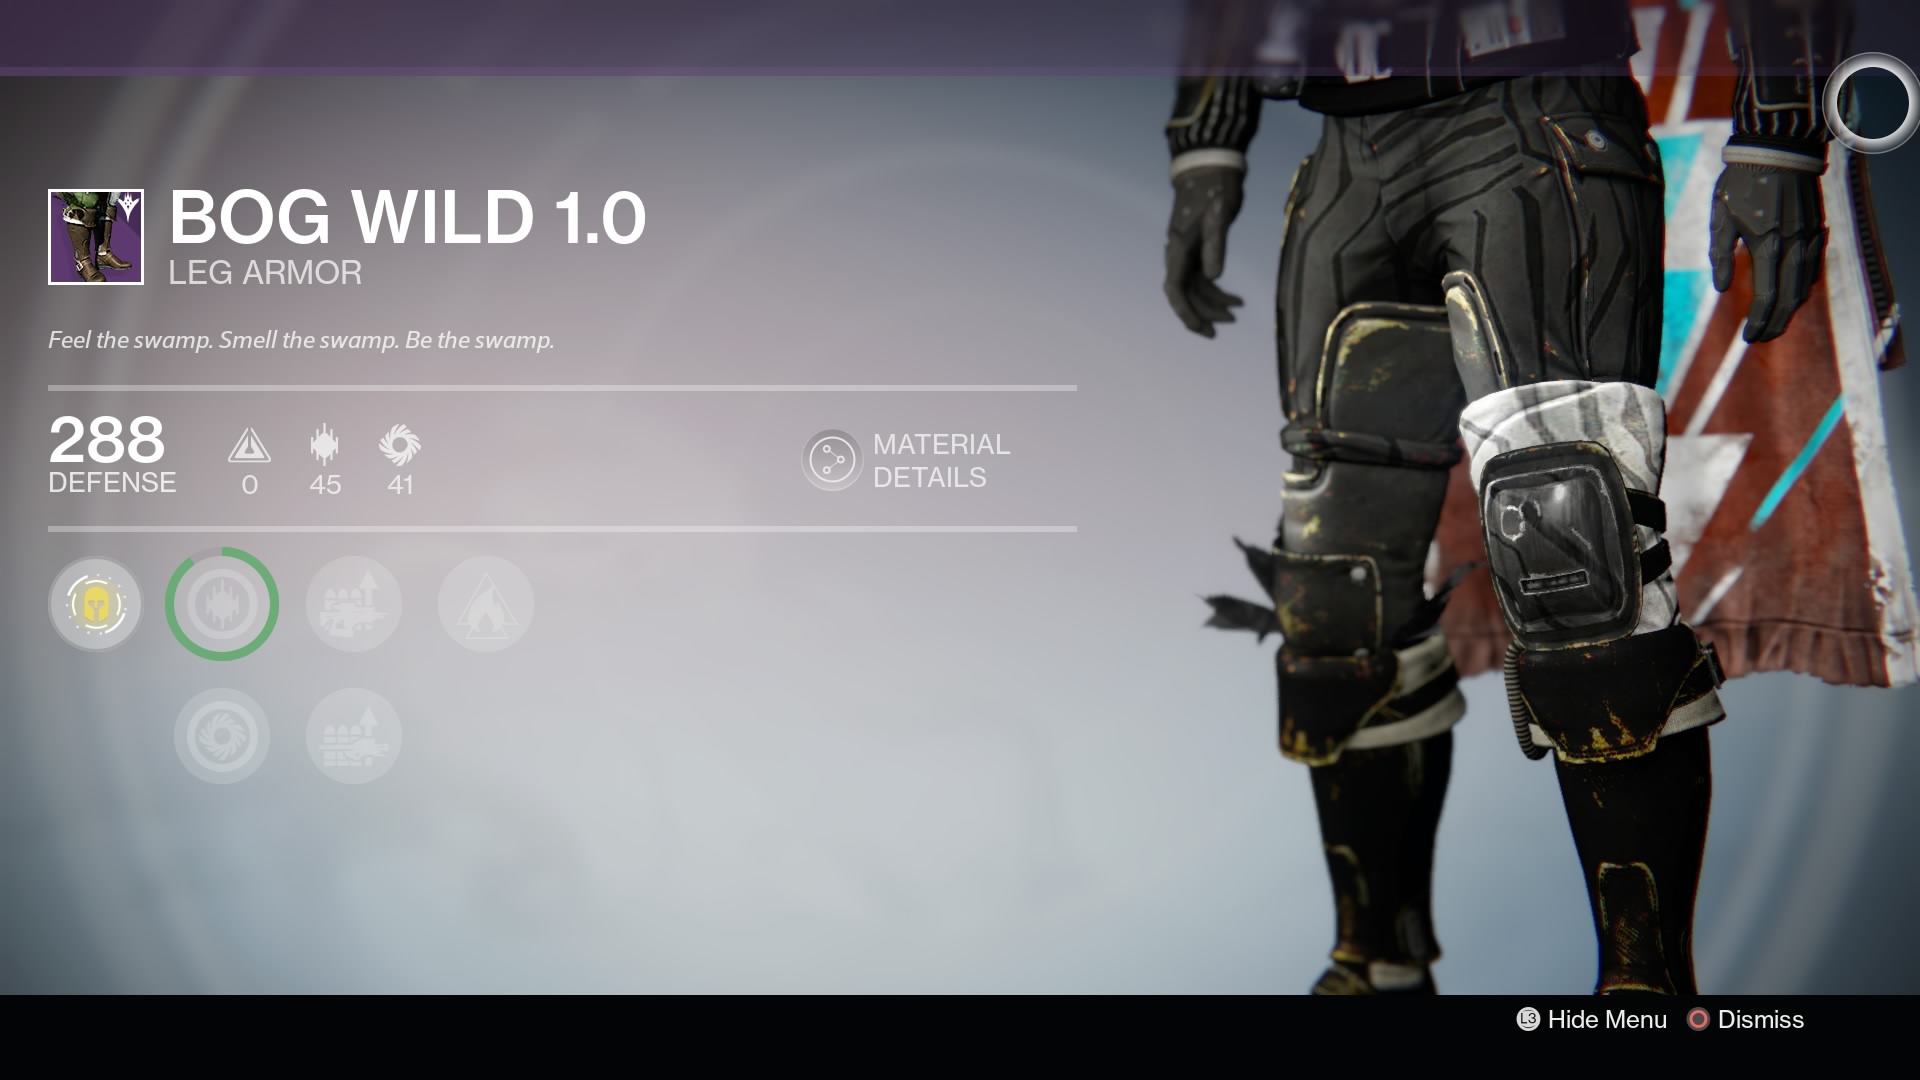 BOG WILD 1.0
LEG ARMOR
Feel the swamp. Smell the swamp. Be the swamp.
288
DEFENSE
0 45 41
MATERIAL
DETAILS
L3 Hide Menu Dismiss